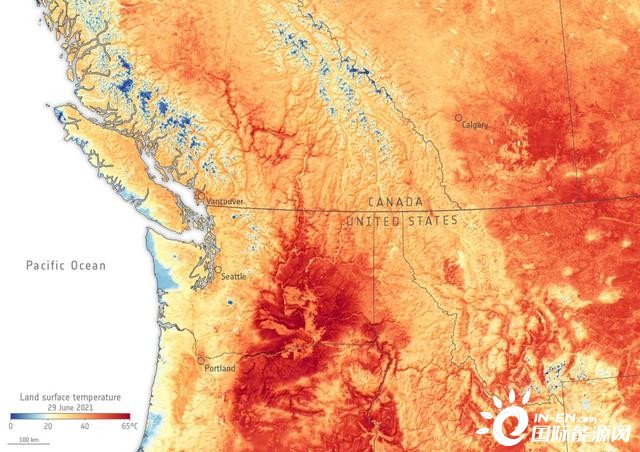 Calgary
Vancouver
CANADA
UNITED STATES
Pacific Ocean
Seattle
Portland
Land surface temperature
29 June 2021
0 20 40 65°C
100 km
IN-EN.com
国际能源网